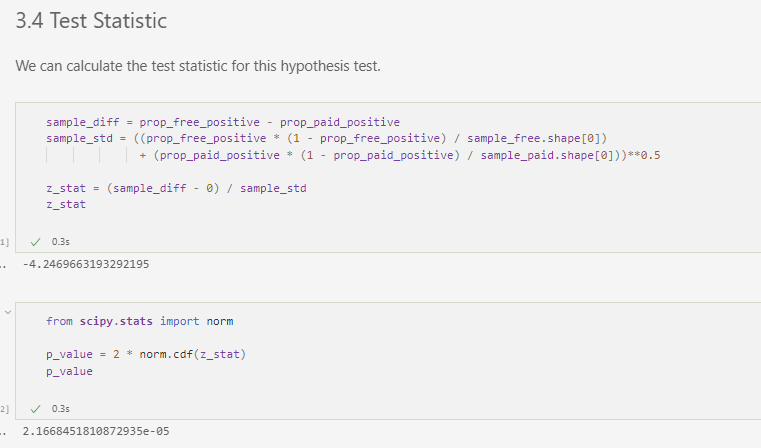 3.4 Test Statistic
We can calculate the test statistic for this hypothesis test.
sample_diff = prop_free_positive - prop_paid_positive
sample_std = ((prop_free_positive * (1 - prop_free_positive) / sample_free.shape[0])
+ (prop_paid_positive * (1 - prop_paid_positive) / sample_paid.shape[0]))**0.5
z_stat = (sample_diff - 0) / sample_std
z_stat
1] 0.3s
-4.2469663193292195
from scipy.stats import norm
p_value = 2 * norm.cdf(z_stat)
p_value
2] 0.3s
2.1668451810872935e-05